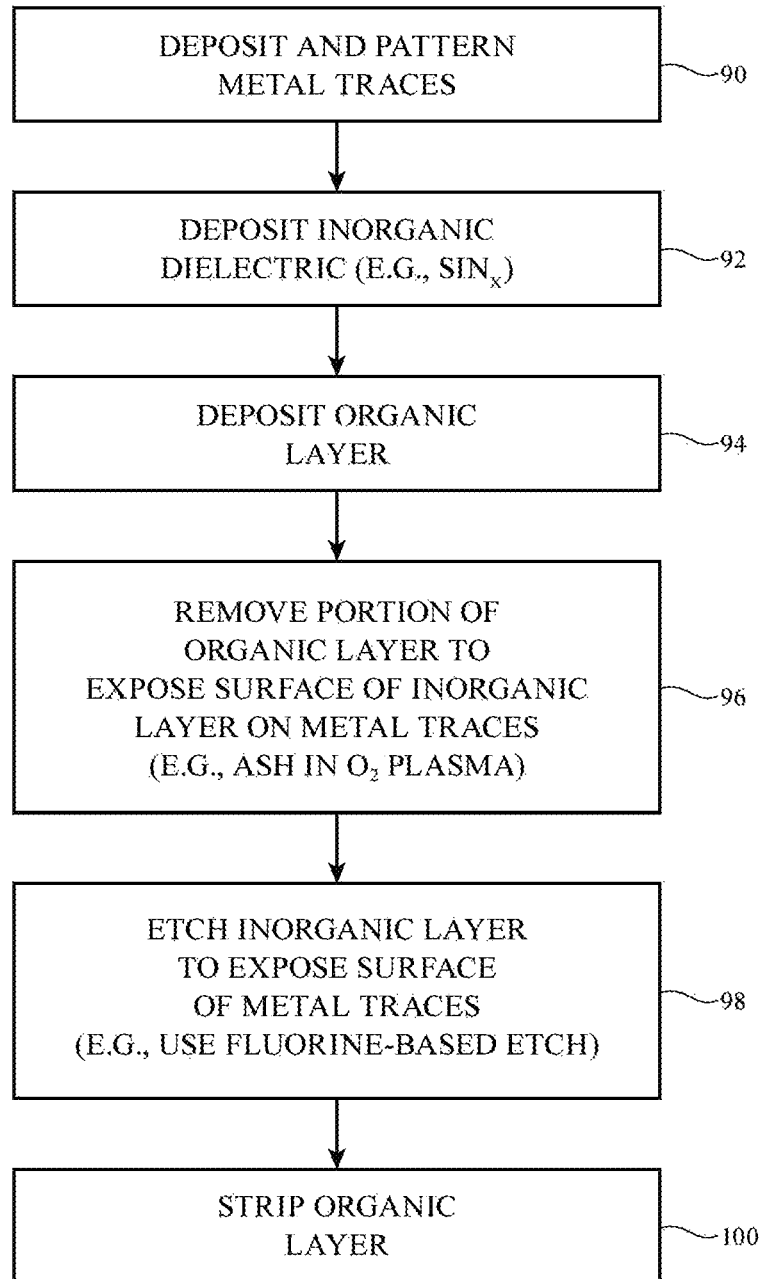 DEPOSIT AND PATTERN
METAL TRACES
90
DEPOSIT INORGANIC
DIELECTRIC (E.G., SINₓ)
92
DEPOSIT ORGANIC
LAYER
94
REMOVE PORTION OF
ORGANIC LAYER TO
EXPOSE SURFACE OF INORGANIC
LAYER ON METAL TRACES
(E.G., ASH IN O₂ PLASMA)
96
ETCH INORGANIC LAYER
TO EXPOSE SURFACE
OF METAL TRACES
(E.G., USE FLUORINE-BASED ETCH)
98
STRIP ORGANIC
LAYER
100